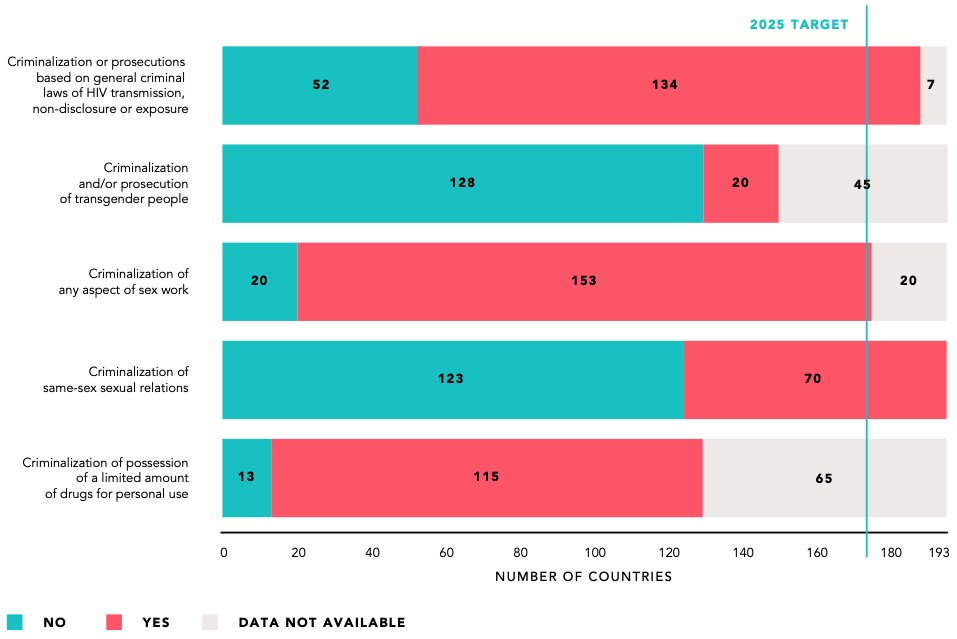 2025 TARGET
Criminalization or prosecutions
based on general criminal
laws of HIV transmission,
non-disclosure or exposure
52
134
7
Criminalization
and/or prosecution
of transgender people
128
20
45
Criminalization of
any aspect of sex work
20
153
20
Criminalization of
same-sex sexual relations
123
70
Criminalization of possession
of a limited amount
of drugs for personal use
13
115
65
0 20 40 60 80 100 120 140 160 180 193
NUMBER OF COUNTRIES
NO YES DATA NOT AVAILABLE